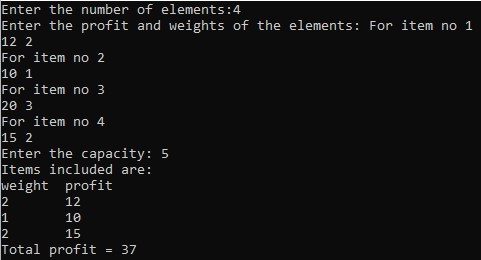 Enter the number of elements:4
Enter the profit and weights of the elements: For item no 1
12 2
For item no 2
10 1
For item no 3
20 3
For item no 4
15 2
Enter the capacity: 5
Items included are:
weight  profit
2       12
1       10
2       15
Total profit = 37